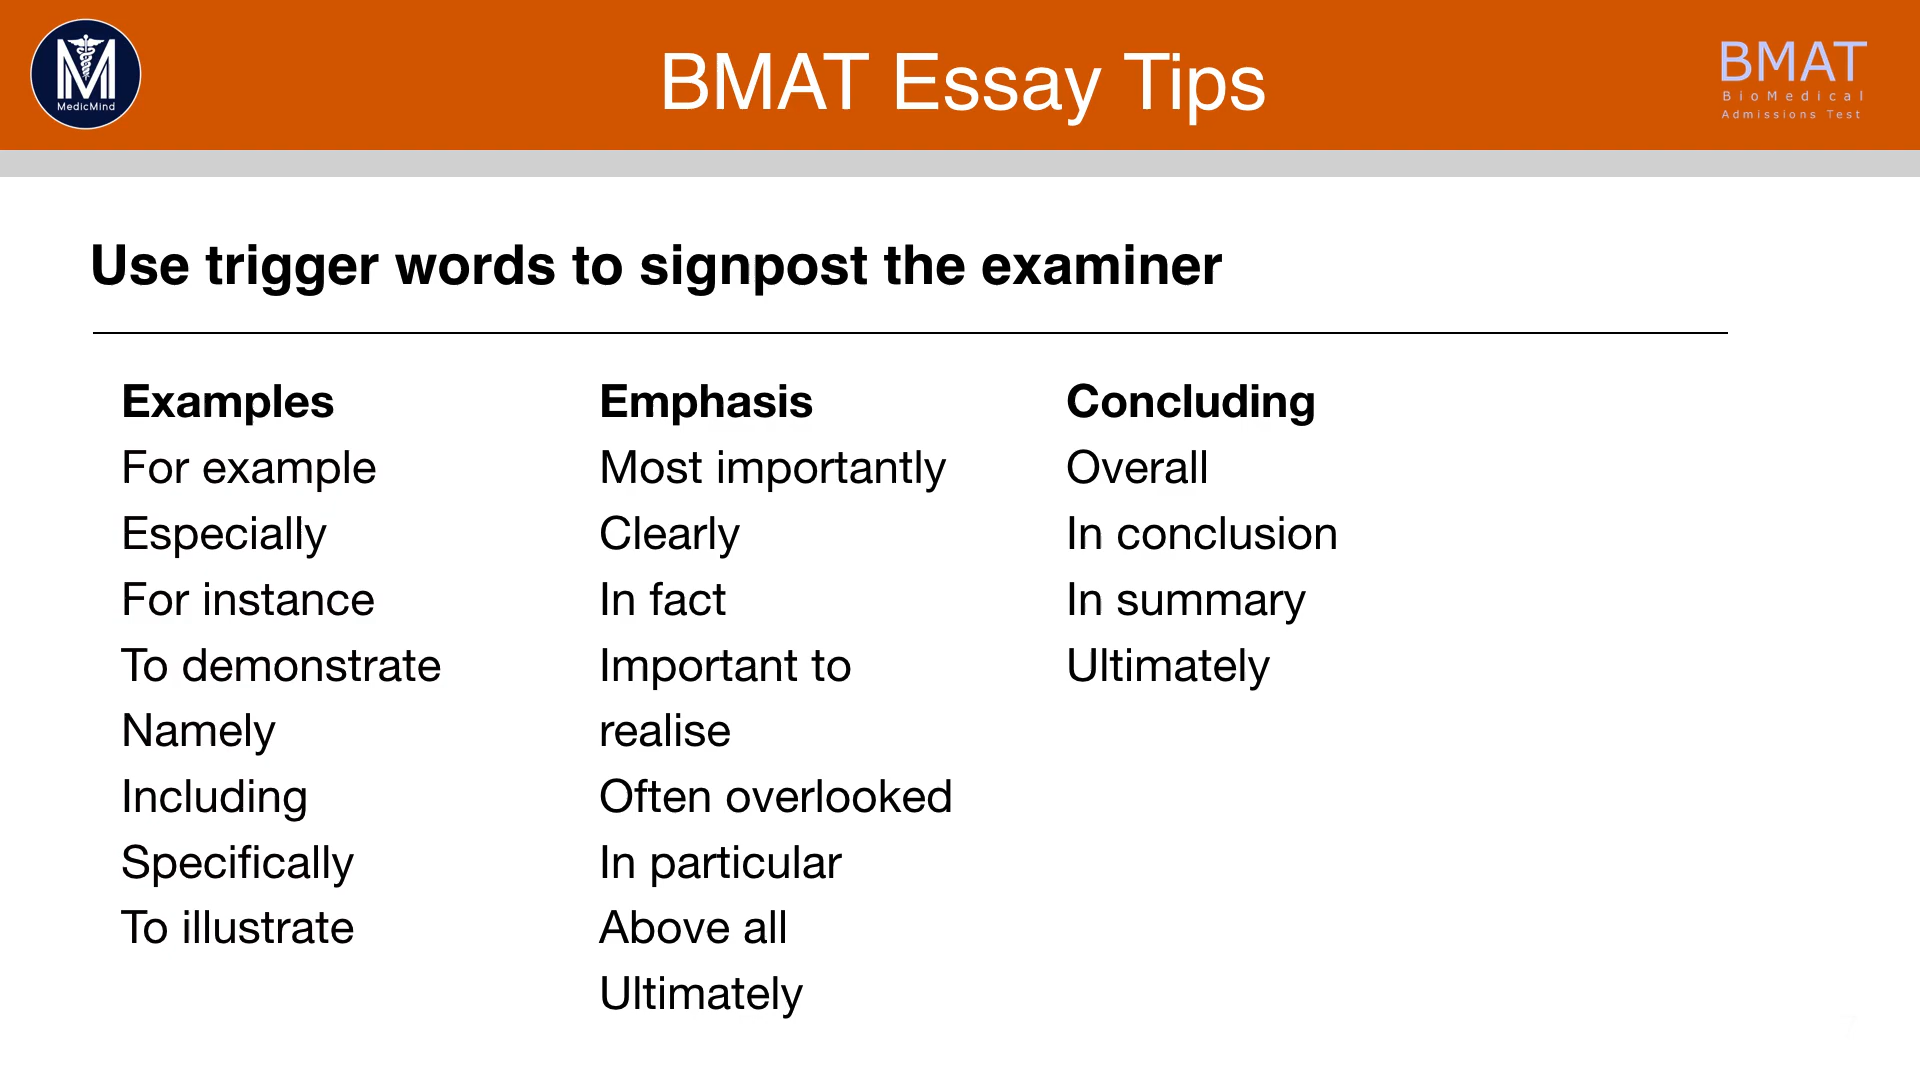 MedicMind
BMAT Essay Tips
BMAT
BioMedical
Admissions Test
Use trigger words to signpost the examiner
Examples
For example
Especially
For instance
To demonstrate
Namely
Including
Specifically
To illustrate
Emphasis
Most importantly
Clearly
In fact
Important to
realise
Often overlooked
In particular
Above all
Ultimately
Concluding
Overall
In conclusion
In summary
Ultimately